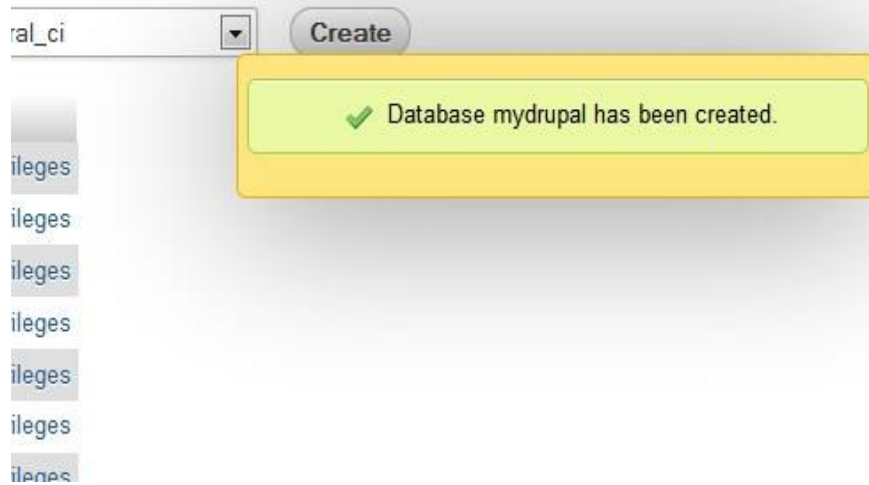 ral_ci
Create
Database mydrupal has been created.
ileges
ileges
ileges
ileges
ileges
ileges
ileges